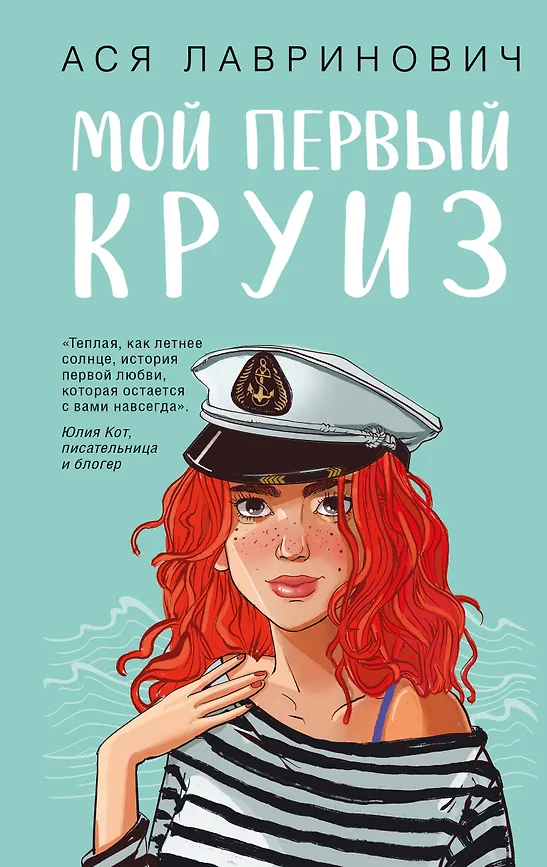 АСЯ ЛАВРИНОВИЧ
МОЙ ПЕРВЫЙ
КРУИЗ
«Теплая, как летнее
солнце, история
первой любви,
которая остается
с вами навсегда».
Юлия Кот,
писательница
и блогер